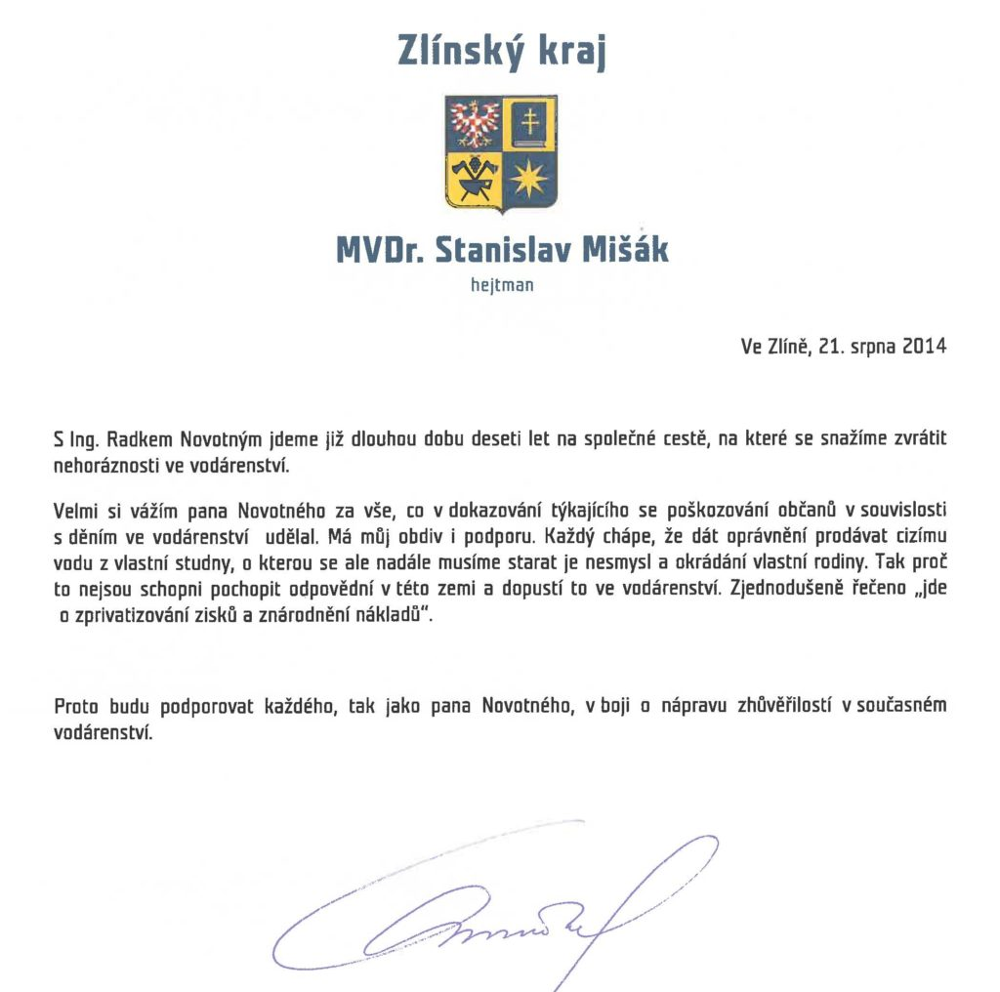 Zlínský kraj
MVDr. Stanislav Mišák
hejtman
Ve Zlíně, 21. srpna 2014
S Ing. Radkem Novotným jdeme již dlouhou dobu deseti let na společné cestě, na které se snažíme zvrátit
nehoráznosti ve vodárenství.
Velmi si vážím pana Novotného za vše, co v dokazování týkajícího se poškozování občanů v souvislosti
s děním ve vodárenství  udělal. Má můj obdiv i podporu. Každý chápe, že dát oprávnění prodávat cizímu
vodu z vlastní studny, o kterou se ale nadále musíme starat je nesmysl a okrádání vlastní rodiny. Tak proč
to nejsou schopni pochopit odpovědní v této zemi a dopustí to ve vodárenství. Zjednodušeně řečeno „jde
o zprivatizování zisků a znárodnění nákladů“.
Proto budu podporovat každého, tak jako pana Novotného, v boji o nápravu zhůvěřilostí v současném
vodárenství.